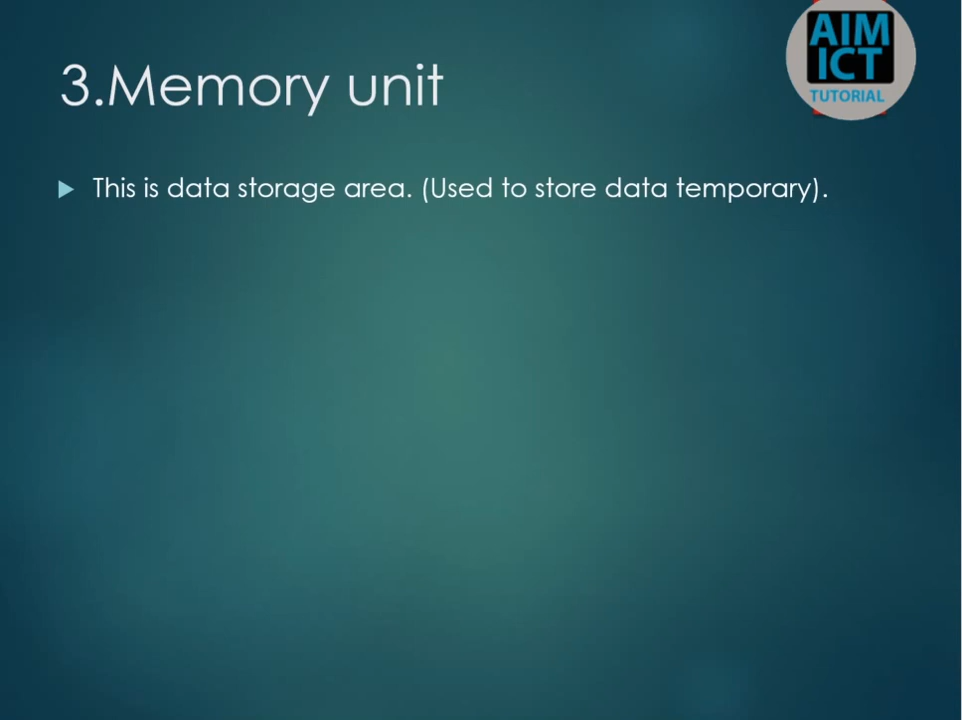 AIM
ICT
TUTORIAL
3.Memory unit
This is data storage area. (Used to store data temporary).